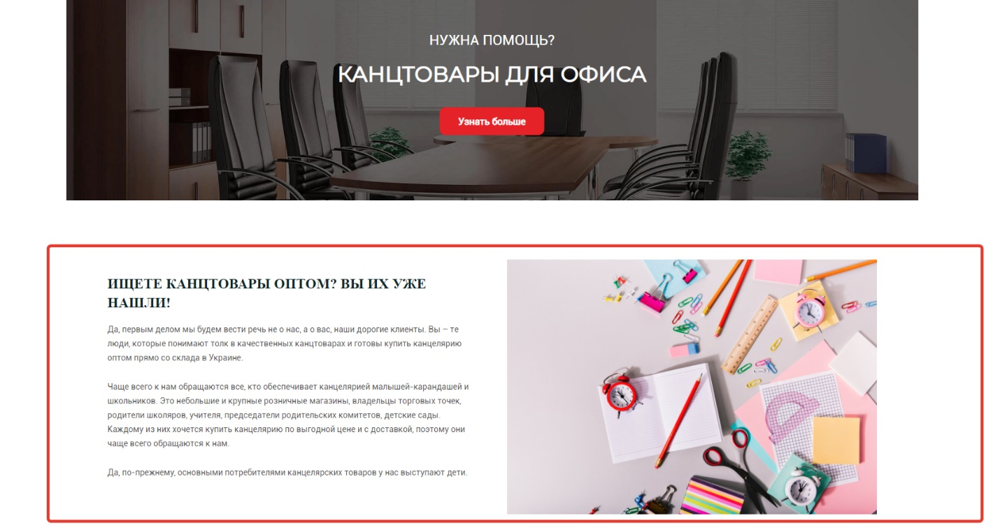 НУЖНА ПОМОЩЬ?
КАНЦТОВАРЫ ДЛЯ ОФИСА
Узнать больше
ИЩЕТЕ КАНЦТОВАРЫ ОПТОМ? ВЫ ИХ УЖЕ
НАШЛИ!
Да, первым делом мы будем вести речь не о нас, а о вас, наши дорогие клиенты. Вы – те
люди, которые понимают толк в качественных канцтоварах и готовы купить канцелярию
оптом прямо со склада в Украине.
Чаще всего к нам обращаются все, кто обеспечивает канцелярией малышей-карандашей и
школьников. Это небольшие и крупные розничные магазины, владельцы торговых точек,
родители школяров, учителя, председатели родительских комитетов, детские сады.
Каждому из них хочется купить канцелярию по выгодной цене и с доставкой, поэтому они
чаще всего обращаются к нам.
Да, по-прежнему, основными потребителями канцелярских товаров у нас выступают дети.